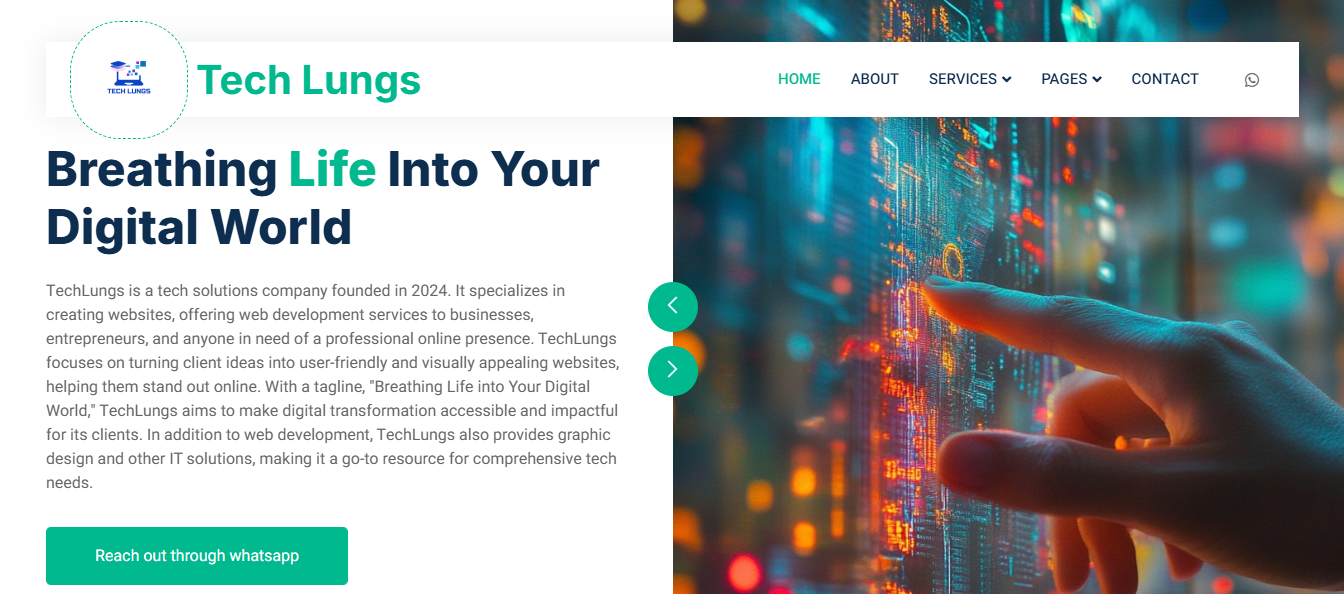 TECH LUNGS
Tech Lungs
HOME
ABOUT
SERVICES
PAGES
CONTACT
Breathing Life Into Your
Digital World
TechLungs is a tech solutions company founded in 2024. It specializes in
creating websites, offering web development services to businesses,
entrepreneurs, and anyone in need of a professional online presence. TechLungs
focuses on turning client ideas into user-friendly and visually appealing websites,
helping them stand out online. With a tagline, "Breathing Life into Your Digital
World," TechLungs aims to make digital transformation accessible and impactful
for its clients. In addition to web development, TechLungs also provides graphic
design and other IT solutions, making it a go-to resource for comprehensive tech
needs.
Reach out through whatsapp